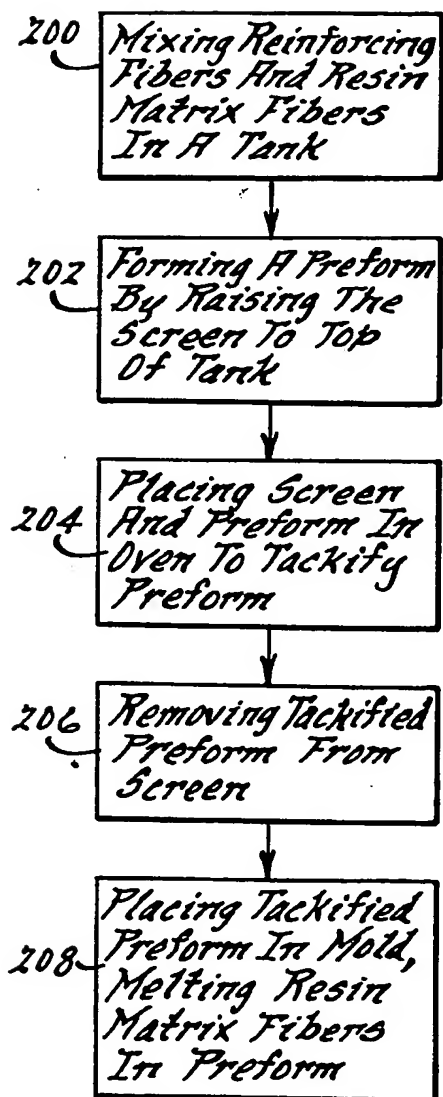 200
Mixing Reinforcing
Fibers And Resin
Matrix Fibers
In A Tank
202
Forming A Preform
By Raising The
Screen To Top
Of Tank
204
Placing Screen
And Preform In
Oven To Tackify
Preform
206
Removing Tackified
Preform From
Screen
208
Placing Tackified
Preform In Mold,
Melting Resin
Matrix Fibers
In Preform